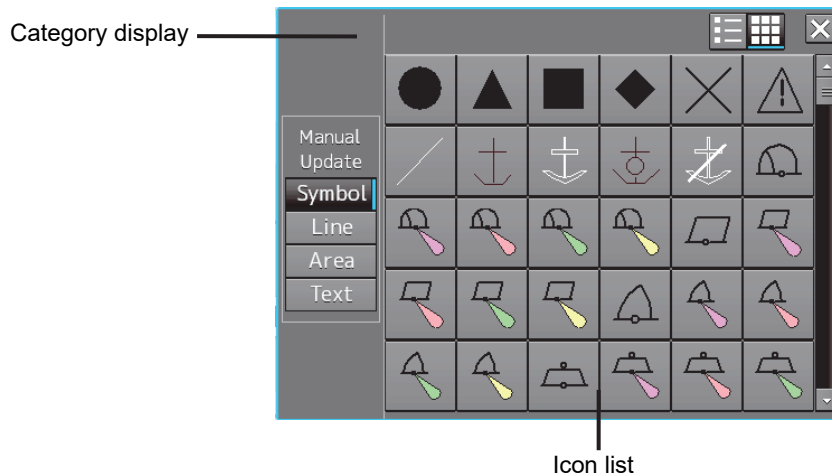 Category display
Manual
Update
Symbol
Line
Area
Text
Icon list